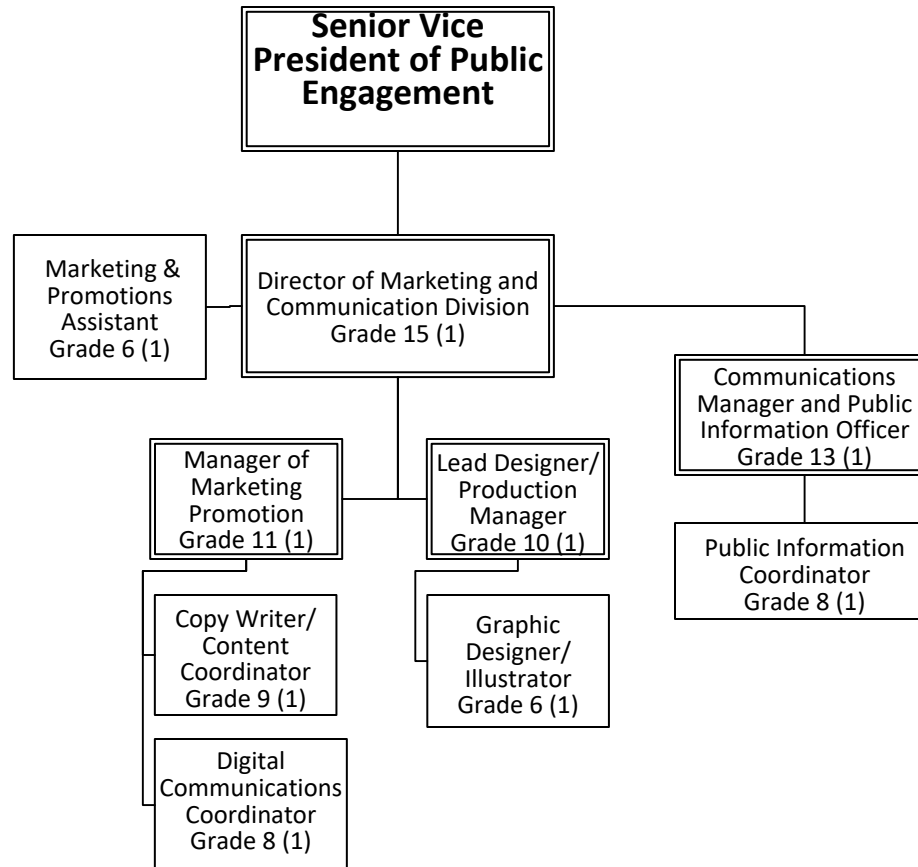 Senior Vice
President of Public
Engagement
Marketing &
Promotions
Assistant
Grade 6 (1)
Director of Marketing and
Communication Division
Grade 15 (1)
Communications
Manager and Public
Information Officer
Grade 13 (1)
Manager of
Marketing
Promotion
Grade 11 (1)
Lead Designer/
Production
Manager
Grade 10 (1)
Public Information
Coordinator
Grade 8 (1)
Copy Writer/
Content
Coordinator
Grade 9 (1)
Graphic
Designer/
Illustrator
Grade 6 (1)
Digital
Communications
Coordinator
Grade 8 (1)